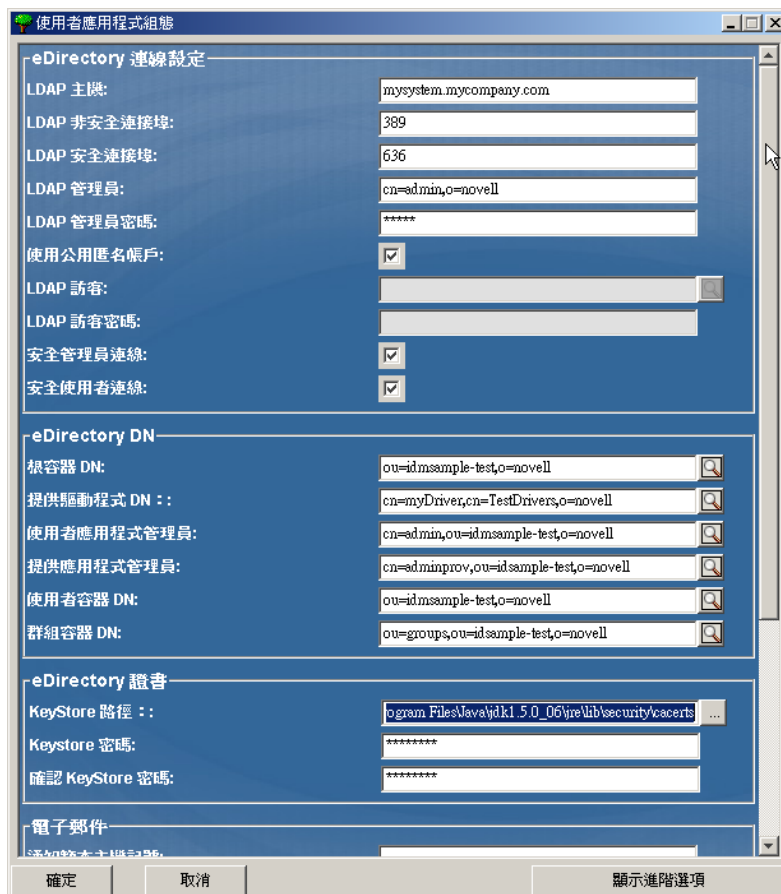 使用者應用程式組態
eDirectory 連線設定
LDAP 主機: mysystem.mycompany.com
LDAP 非安全連接埠: 389
LDAP 安全連接埠: 636
LDAP 管理員: cn=admin,o=novell
LDAP 管理員密碼: *****
使用公用匿名帳戶:
LDAP 訪客:
LDAP 訪客密碼:
安全管理員連線:
安全使用者連線:
eDirectory DN
根容器 DN: ou=idmsample-test,o=novell
提供驅動程式 DN:: cn=myDriver,cn=TestDrivers,o=novell
使用者應用程式管理員: cn=admin,ou=idmsample-test,o=novell
提供應用程式管理員: cn=adminprov,ou=idsample-test,o=novell
使用者容器 DN: ou=idmsample-test,o=novell
群組容器 DN: ou=groups,ou=idsample-test,o=novell
eDirectory 證書
KeyStore 路徑:: ogram Files\Java\jdk1.5.0_06\jre\lib\security\cacerts ...
Keystore 密碼: ********
確認 KeyStore 密碼: ********
電子郵件
通知範本主機記號:
確定 取消 顯示進階選項